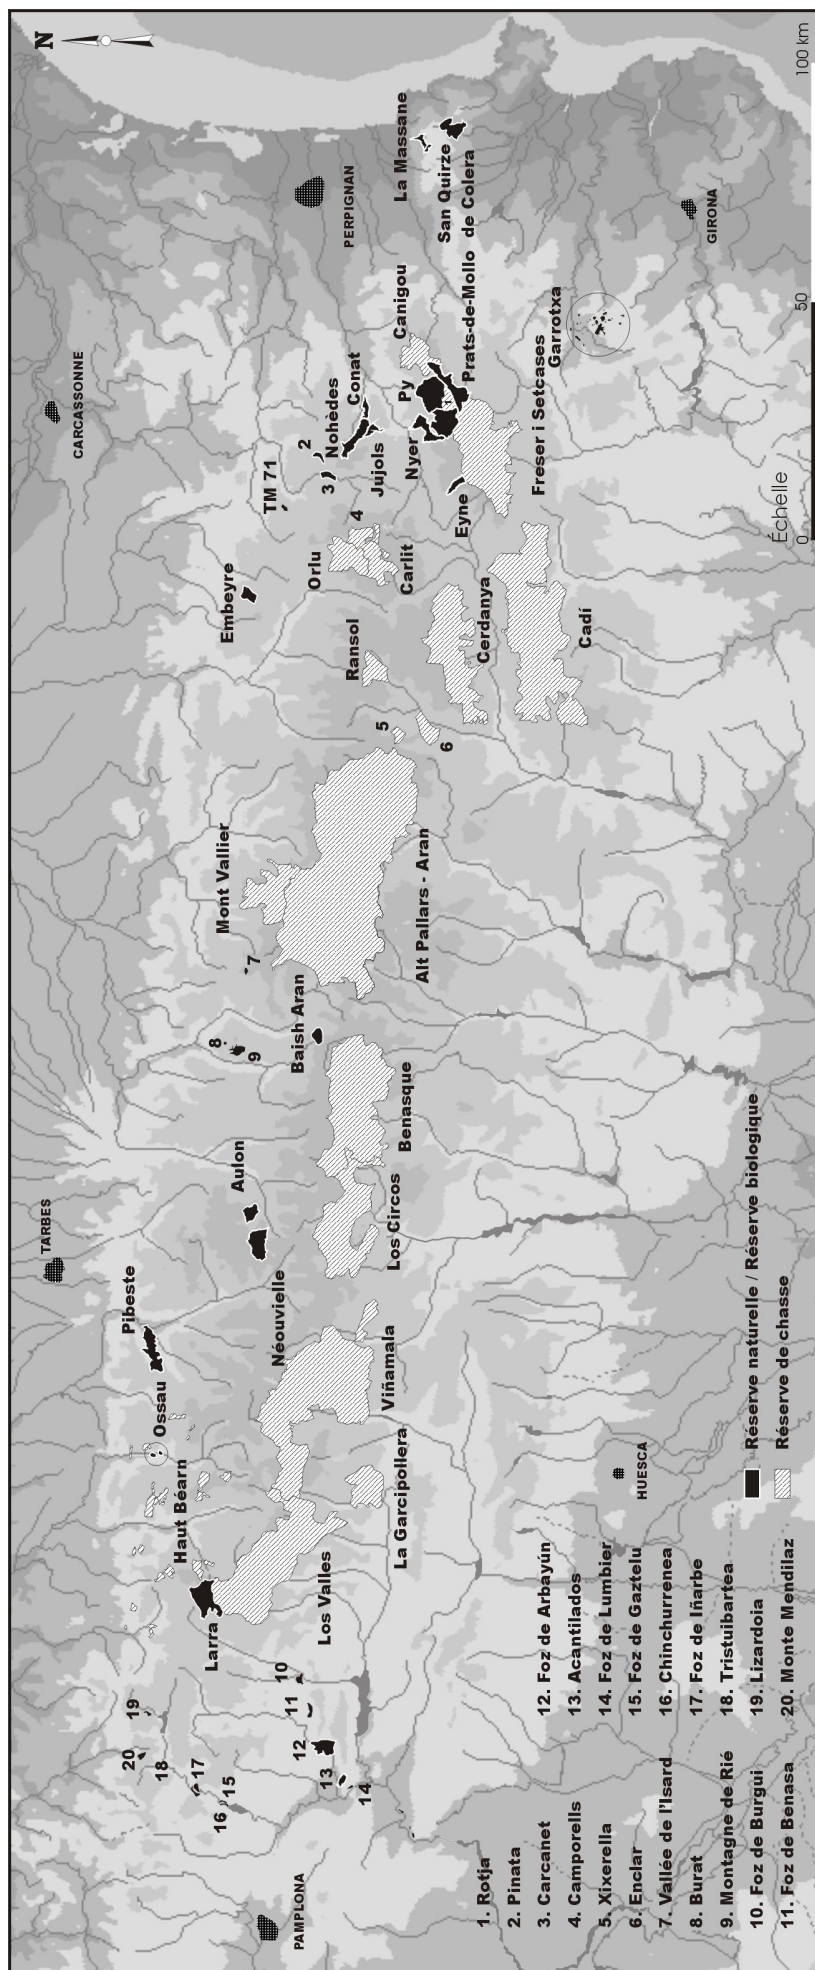 N
CARCASSONNE
TARBES
PERPIGNAN
GIRONA
HUESCA
PAMPLONA
La Massane
San Quirze
de Colera
Prats-de-Mollo
Canigou
Py
Nyer
Eyne
Freser i Setcases
Garrotxa
Conat
Nohèdes
Jujols
2
3
4
TM 71
Orlu
Carlit
Embeyre
Ransol
Cerdanya
Cadí
5
6
Mont Vallier
Alt Pallars - Aran
7
8
9
Baish Aran
Benasque
Aulon
Los Circos
Néouvielle
Pibeste
Ossau
Viñamala
Haut Béarn
La Garcipollera
Los Valles
Larra
10
11
12
13
14
15
16
17
18
19
20
1. Rotja
2. Pinata
3. Carcanet
4. Camporells
5. Xixerella
6. Enclar
7. Vallée de l'Isard
8. Burat
9. Montagne de Rié
10. Foz de Burgui
11. Foz de Benasa
12. Foz de Arbayún
13. Acantilados
14. Foz de Lumbier
15. Foz de Gaztelu
16. Chinchurrenea
17. Foz de Iñarbe
18. Tristuibartea
19. Lizardoia
20. Monte Mendilaz
Réserve naturelle / Réserve biologique
Réserve de chasse
Échelle
0
50
100 km